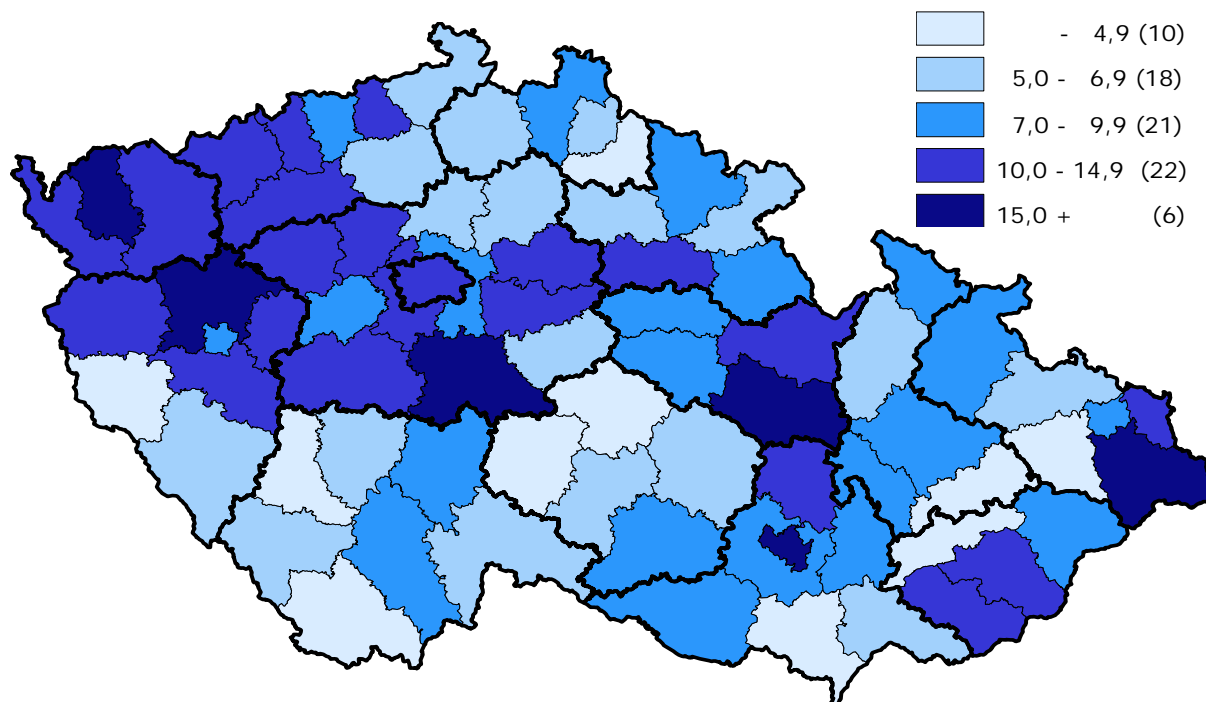 - 4,9 (10)
5,0 - 6,9 (18)
7,0 - 9,9 (21)
10,0 - 14,9 (22)
15,0 + (6)